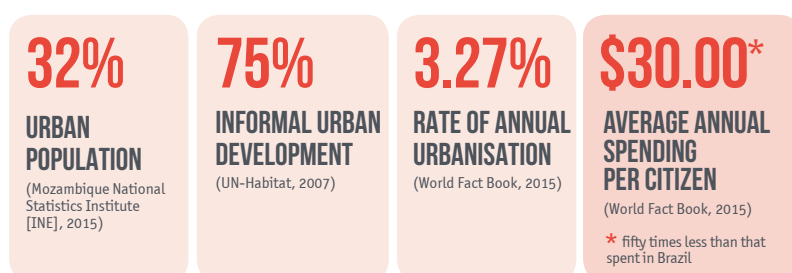 32%
URBAN
POPULATION
(Mozambique National
Statistics Institute
[INE], 2015)
75%
INFORMAL URBAN
DEVELOPMENT
(UN-Habitat, 2007)
3.27%
RATE OF ANNUAL
URBANISATION
(World Fact Book, 2015)
$30.00*
AVERAGE ANNUAL
SPENDING
PER CITIZEN
(World Fact Book, 2015)
* fifty times less than that
spent in Brazil